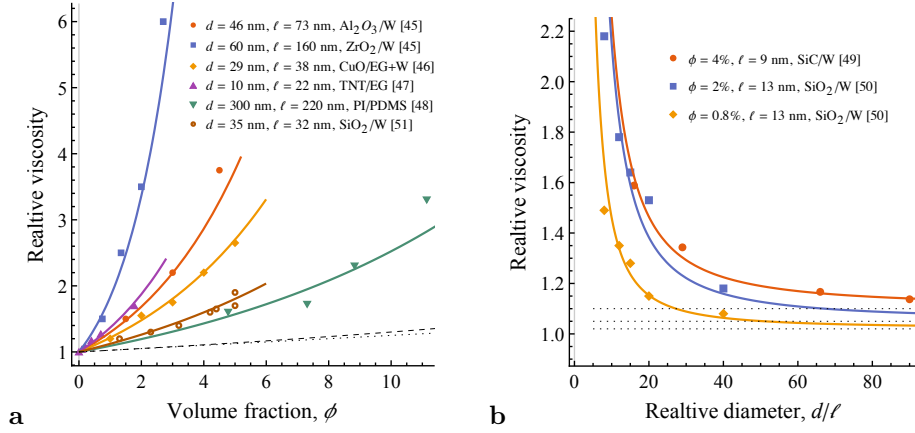 6
5
4
3
2
1
0
2
4
6
8
10
Realtive viscosity
Volume fraction, ϕ
d = 46 nm, ℓ = 73 nm, Al₂O₃/W [45]
d = 60 nm, ℓ = 160 nm, ZrO₂/W [45]
d = 29 nm, ℓ = 38 nm, CuO/EG+W [46]
d = 10 nm, ℓ = 22 nm, TNT/EG [47]
d = 300 nm, ℓ = 220 nm, PI/PDMS [48]
d = 35 nm, ℓ = 32 nm, SiO₂/W [51]
a
2.2
2.0
1.8
1.6
1.4
1.2
1.0
0
20
40
60
80
Realtive viscosity
Realtive diameter, d/ℓ
ϕ = 4%, ℓ = 9 nm, SiC/W [49]
ϕ = 2%, ℓ = 13 nm, SiO₂/W [50]
ϕ = 0.8%, ℓ = 13 nm, SiO₂/W [50]
b